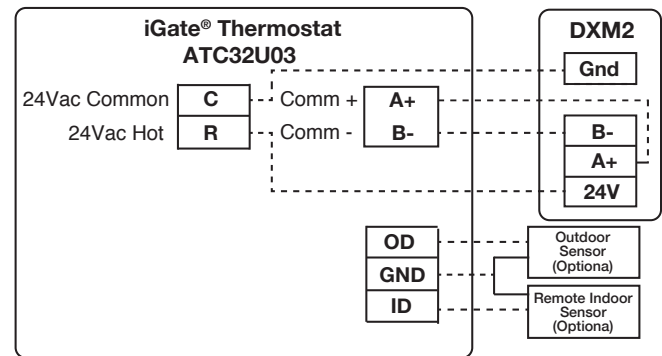 iGate® Thermostat
ATC32U03
DXM2
Gnd
24Vac Common C Comm + A+
24Vac Hot R Comm - B-
B-
A+
24V
OD
GND
ID
Outdoor
Sensor
(Optiona)
Remote Indoor
Sensor
(Optiona)